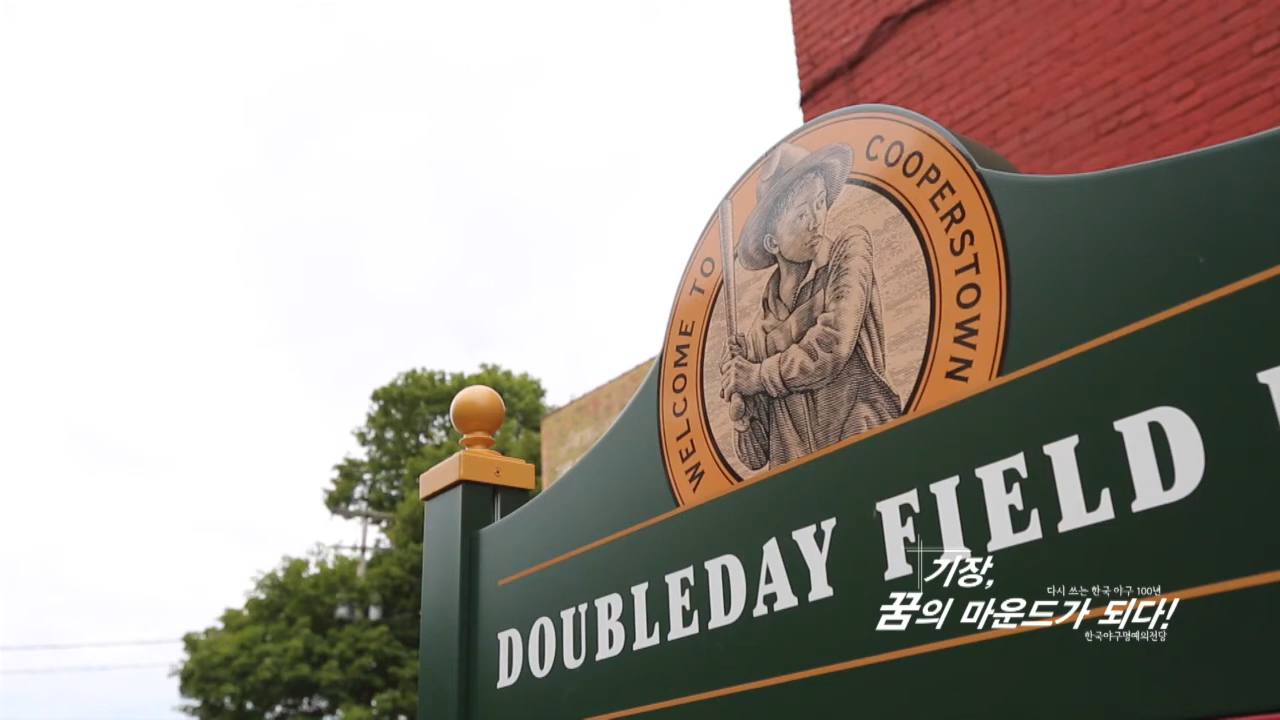 WELCOME TO COOPERSTOWN
DOUBLEDAY FIELD
기장,
다시 쓰는 한국 야구 100년
꿈의 마운드가 되다!
한국야구명예의전당